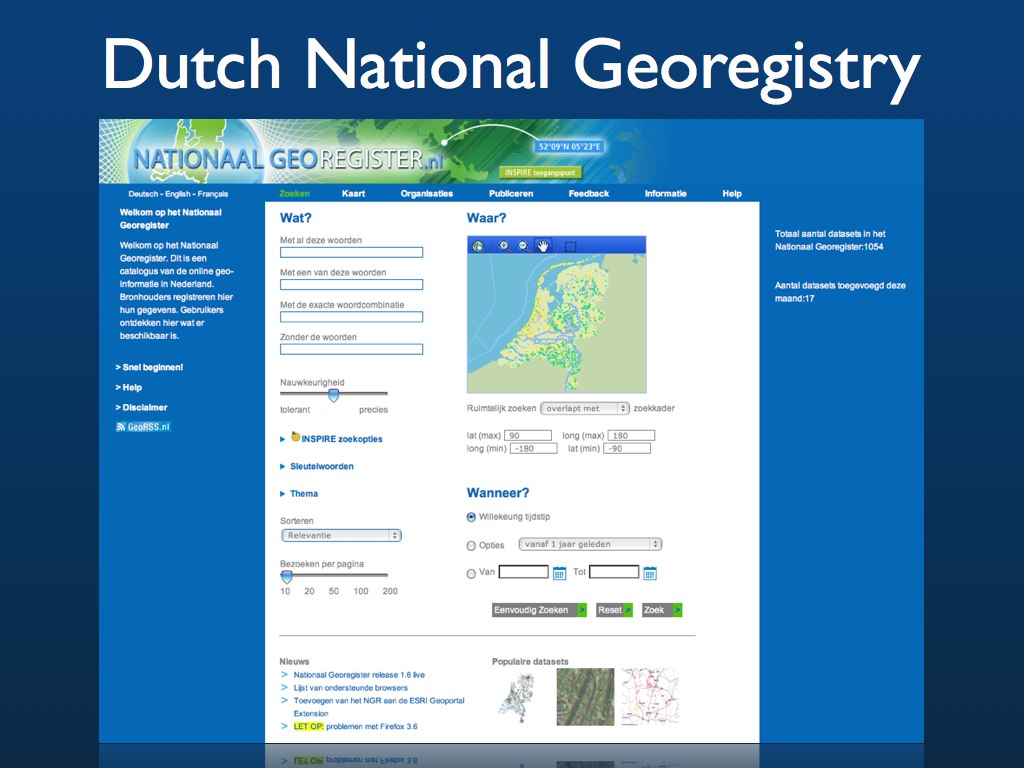 Dutch National Georegistry
NATIONAAL GEOREGISTER.nl
52°09'N 05°23'E
INSPIRE toegangspunt
Deutsch - English - Français
Zoeken Kaart Organisaties Publiceren Feedback Informatie Help
Welkom op het Nationaal
Georegister
Welkom op het Nationaal
Georegister. Dit is een
catalogus van de online geo-
informatie in Nederland.
Bronhouders registreren hier
hun gegevens. Gebruikers
ontdekken hier wat er
beschikbaar is.
> Snel beginnen!
> Help
> Disclaimer
GeoRSS.nl
Wat?
Met al deze woorden
Met een van deze woorden
Met de exacte woordcombinatie
Zonder de woorden
Nauwkeurigheid
tolerant precies
INSPIRE zoekopties
Sleutelwoorden
Thema
Sorteren
Relevantie
Bezoeken per pagina
10 20 50 100 200
Waar?
Ruimtelijk zoeken overlapt met zoekkader
lat (max) 90 long (max) 180
long (min) -180 lat (min) -90
Wanneer?
Willekeurig tijdstip
Opties vanaf 1 jaar geleden
Van Tot
Eenvoudig Zoeken > Reset > Zoek >
Totaal aantal datasets in het
Nationaal Georegister:1054
Aantal datasets toegevoegd deze
maand:17
Nieuws
> Nationaal Georegister release 1.6 live
> Lijst van ondersteunde browsers
> Toevoegen van het NGR aan de ESRI Geoportal
Extension
> LET OP: problemen met Firefox 3.6
Populaire datasets